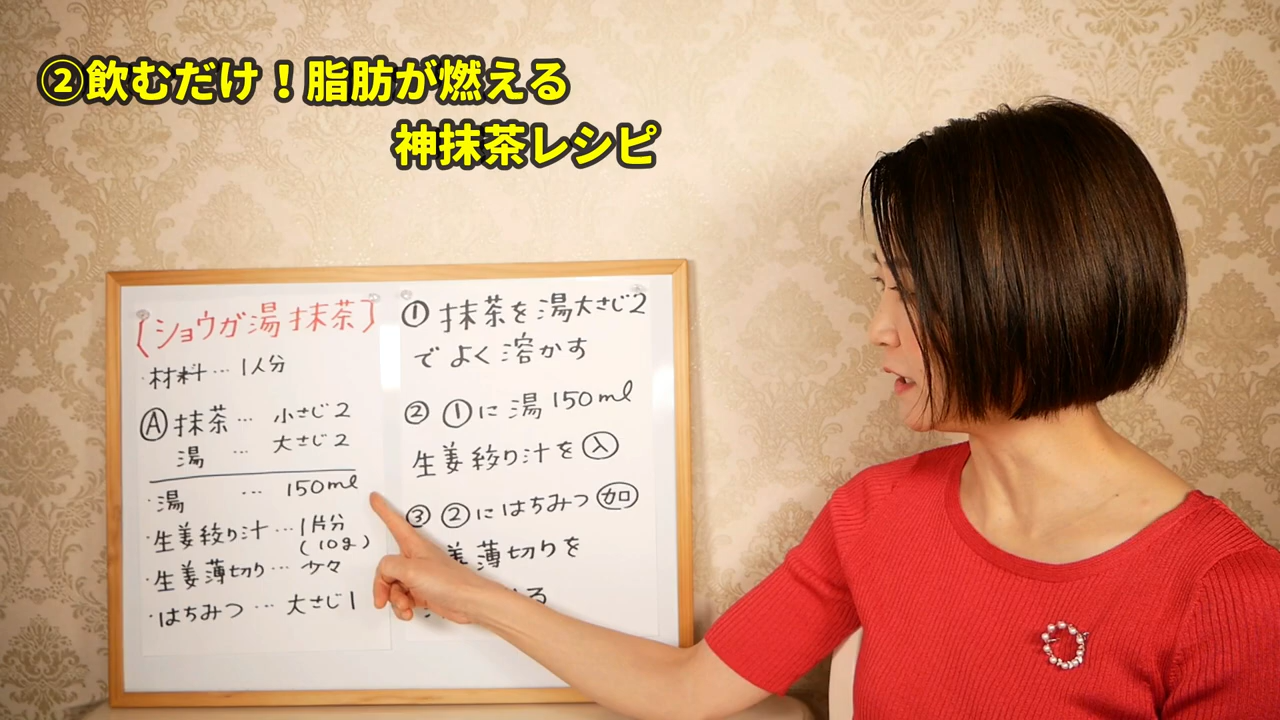 ②飲むだけ！脂肪が燃える
神抹茶レシピ
〔ショウガ湯抹茶〕
・材料…1人分
Ⓐ抹茶…小さじ2
湯…大さじ2
・湯…150ml
・生姜絞り汁…1片分
(10g)
・生姜薄切り…少々
・はちみつ…大さじ1
①抹茶を湯大さじ2
でよく溶かす
②①に湯150ml
生姜絞り汁を入
③②にはちみつ加
姜薄切りを
る